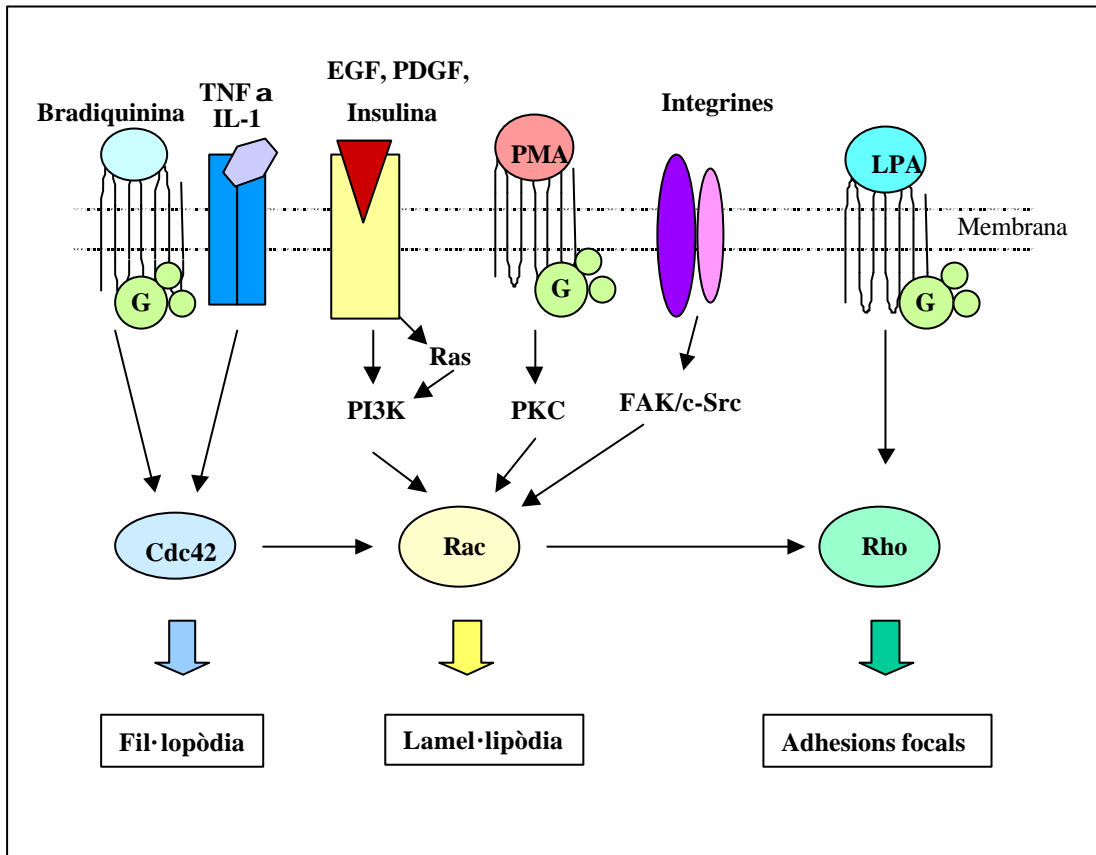 EGF, PDGF,
Insulina
TNF a
IL-1
Bradiquinina
Integrines
PMA
LPA
Membrana
G
G
G
Ras
PI3K
PKC
FAK/c-Src
Cdc42
Rac
Rho
Fil·lopòdia
Lamel·lipòdia
Adhesions focals